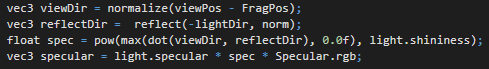 vec3 viewDir = normalize(viewPos - FragPos);
vec3 reflectDir =  reflect(-lightDir, norm);
float spec = pow(max(dot(viewDir, reflectDir), 0.0f), light.shininess);
vec3 specular = light.specular * spec * Specular.rgb;